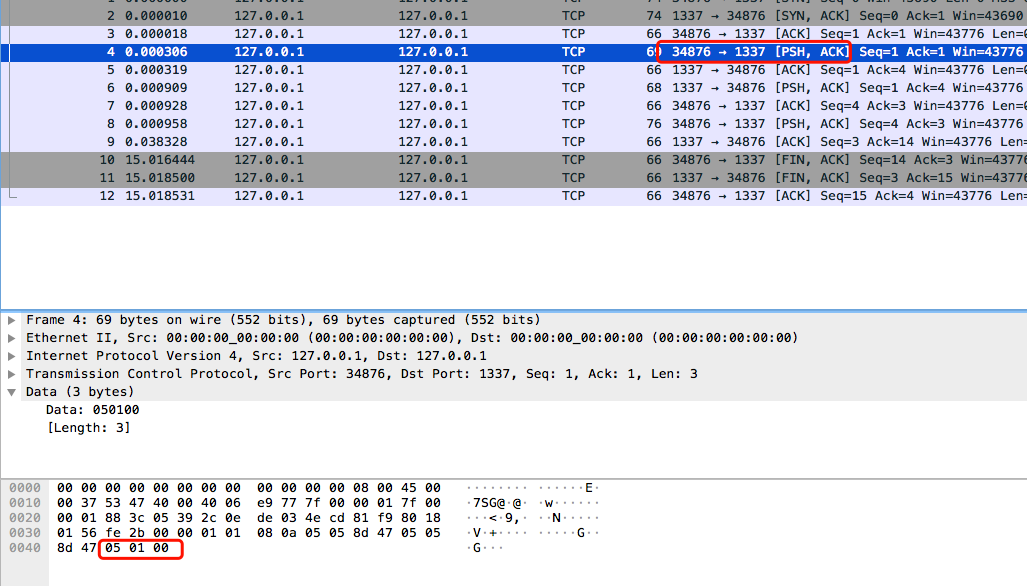 2 0.000010 127.0.0.1 127.0.0.1 TCP 74 1337 → 34876 [SYN, ACK] Seq=0 Ack=1 Win=43690
3 0.000018 127.0.0.1 127.0.0.1 TCP 66 34876 → 1337 [ACK] Seq=1 Ack=1 Win=43776 Len=
4 0.000306 127.0.0.1 127.0.0.1 TCP 69 34876 → 1337 [PSH, ACK] Seq=1 Ack=1 Win=43776
5 0.000319 127.0.0.1 127.0.0.1 TCP 66 1337 → 34876 [ACK] Seq=1 Ack=4 Win=43776 Len=
6 0.000909 127.0.0.1 127.0.0.1 TCP 68 1337 → 34876 [PSH, ACK] Seq=1 Ack=4 Win=43776
7 0.000928 127.0.0.1 127.0.0.1 TCP 66 34876 → 1337 [ACK] Seq=4 Ack=3 Win=43776 Len=
8 0.000958 127.0.0.1 127.0.0.1 TCP 76 34876 → 1337 [PSH, ACK] Seq=4 Ack=3 Win=43776
9 0.038328 127.0.0.1 127.0.0.1 TCP 66 1337 → 34876 [ACK] Seq=3 Ack=14 Win=43776 Len=
10 15.016444 127.0.0.1 127.0.0.1 TCP 66 34876 → 1337 [FIN, ACK] Seq=14 Ack=3 Win=43776
11 15.018500 127.0.0.1 127.0.0.1 TCP 66 1337 → 34876 [FIN, ACK] Seq=3 Ack=15 Win=43776
12 15.018531 127.0.0.1 127.0.0.1 TCP 66 34876 → 1337 [ACK] Seq=15 Ack=4 Win=43776 Len=
Frame 4: 69 bytes on wire (552 bits), 69 bytes captured (552 bits)
Ethernet II, Src: 00:00:00_00:00:00 (00:00:00:00:00:00), Dst: 00:00:00_00:00:00 (00:00:00:00:00:00)
Internet Protocol Version 4, Src: 127.0.0.1, Dst: 127.0.0.1
Transmission Control Protocol, Src Port: 34876, Dst Port: 1337, Seq: 1, Ack: 1, Len: 3
Data (3 bytes)
Data: 050100
[Length: 3]
0000 00 00 00 00 00 00 00 00 00 00 00 00 08 00 45 00 ········ ······E·
0010 00 37 53 47 40 00 40 06 e9 77 7f 00 00 01 7f 00 ·7SG@·@· ·w······
0020 00 01 88 3c 05 39 2c 0e de 03 4e cd 81 f9 80 18 ···<·9,· ··N·····
0030 01 56 fe 2b 00 00 01 01 08 0a 05 05 8d 47 05 05 ·V·+···· ·····G··
0040 8d 47 05 01 00 ·G···